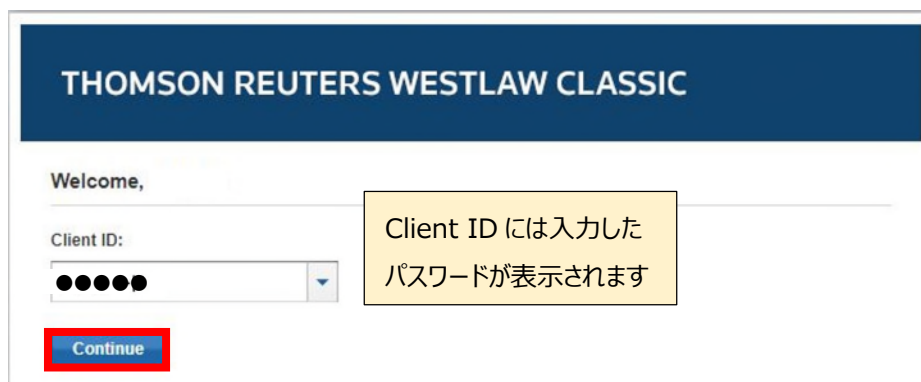 THOMSON REUTERS WESTLAW CLASSIC
Welcome,
Client ID:
●●●●●
Client ID には入力した
パスワードが表示されます
Continue